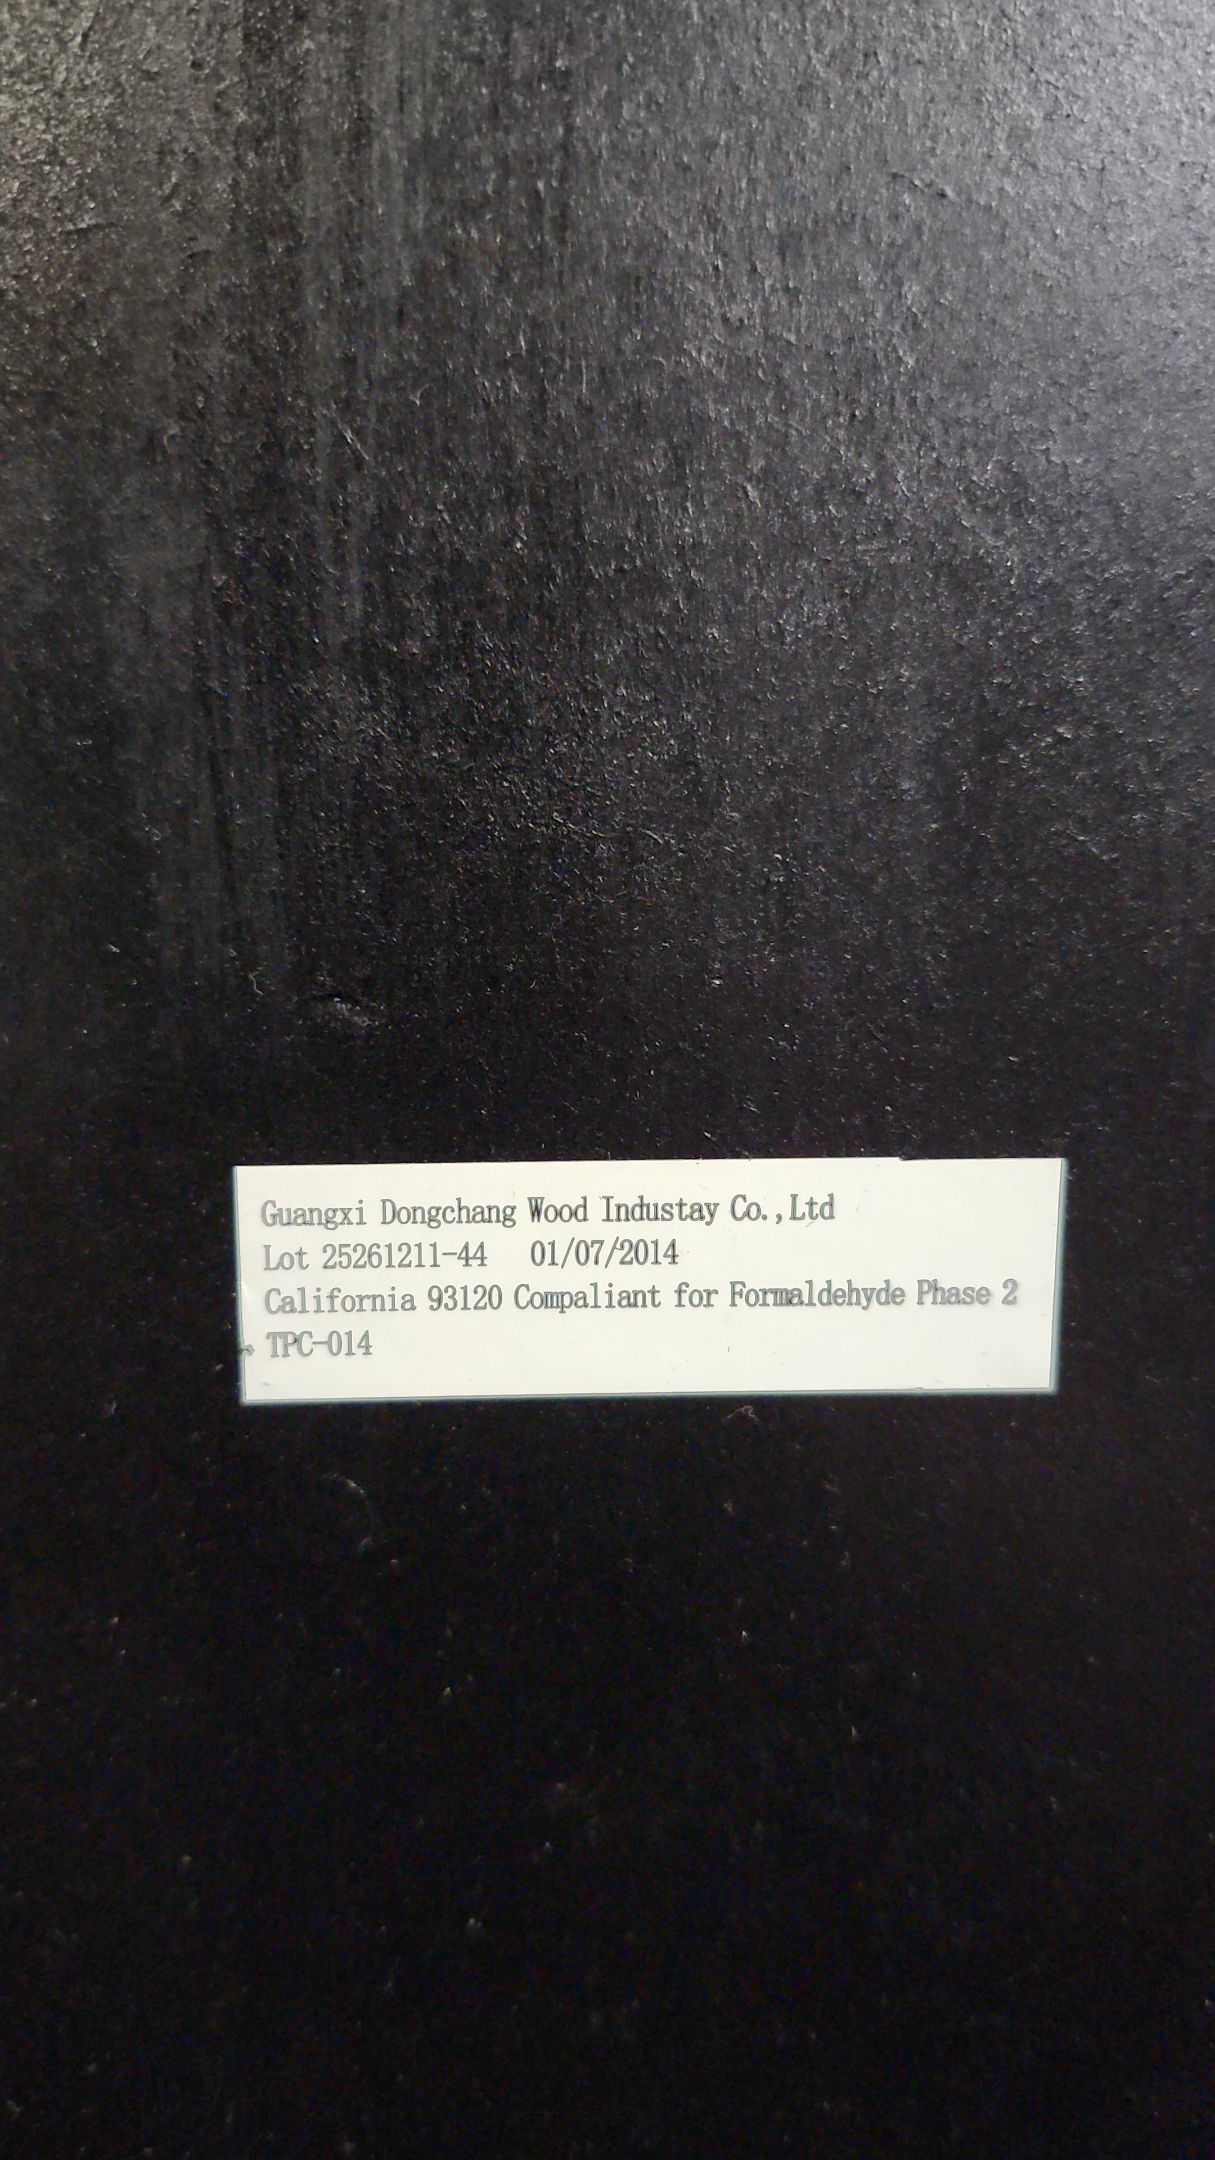 Guangxi Dongchang Wood Industay Co.,Ltd
Lot 25261211-44 01/07/2014
California 93120 Compaliant for Formaldehyde Phase 2
TPC-014